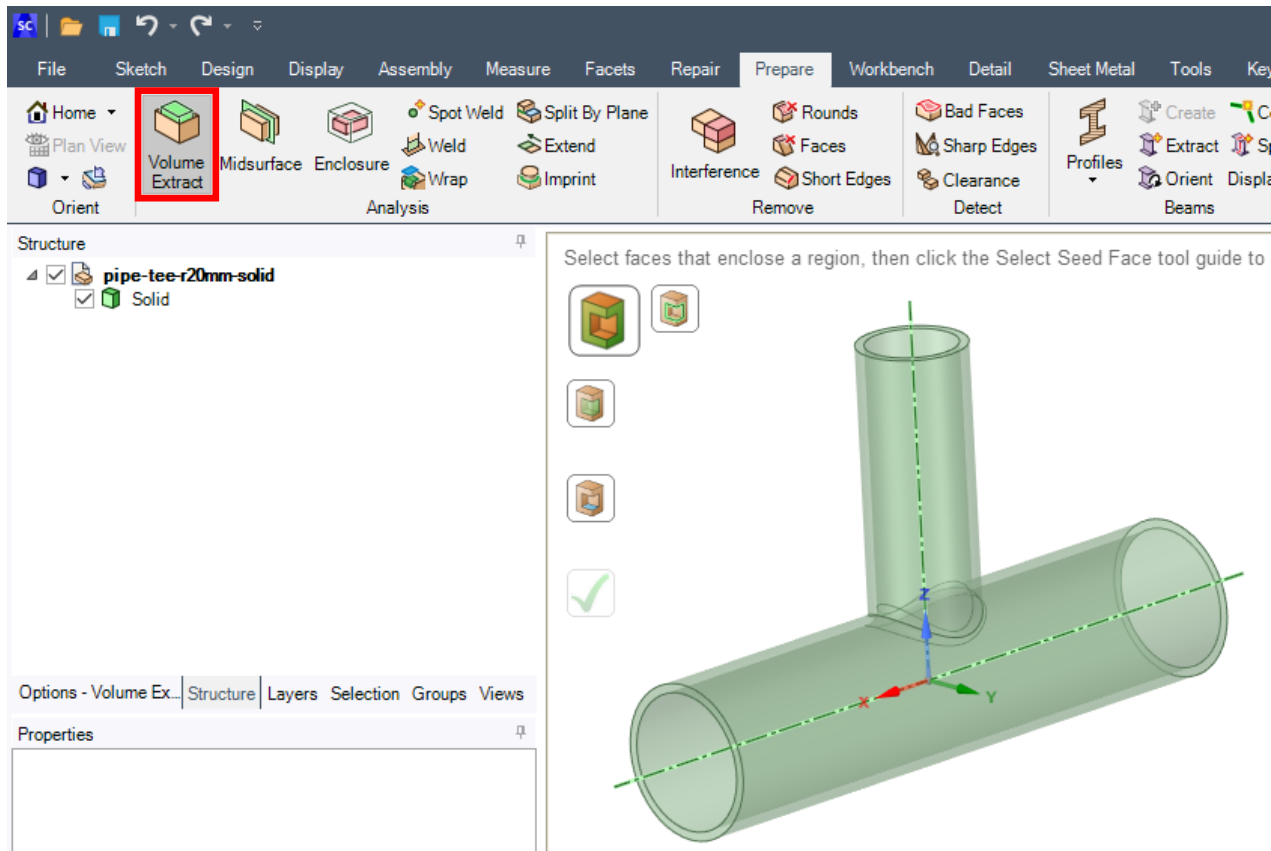 SC
File Sketch Design Display Assembly Measure Facets Repair Prepare Workbench Detail Sheet Metal Tools
Home Spot Weld Split By Plane Rounds Bad Faces Create
Plan View Weld Extend Faces Sharp Edges Extract
Volume Extract Midsurface Enclosure Wrap Imprint Interference Short Edges Clearance Profiles Orient
Orient Analysis Remove Detect Beams
Structure
pipe-tee-r20mm-solid
Solid
Select faces that enclose a region, then click the Select Seed Face tool guide to
Z
X
Y
Options - Volume Ex... Structure Layers Selection Groups Views
Properties